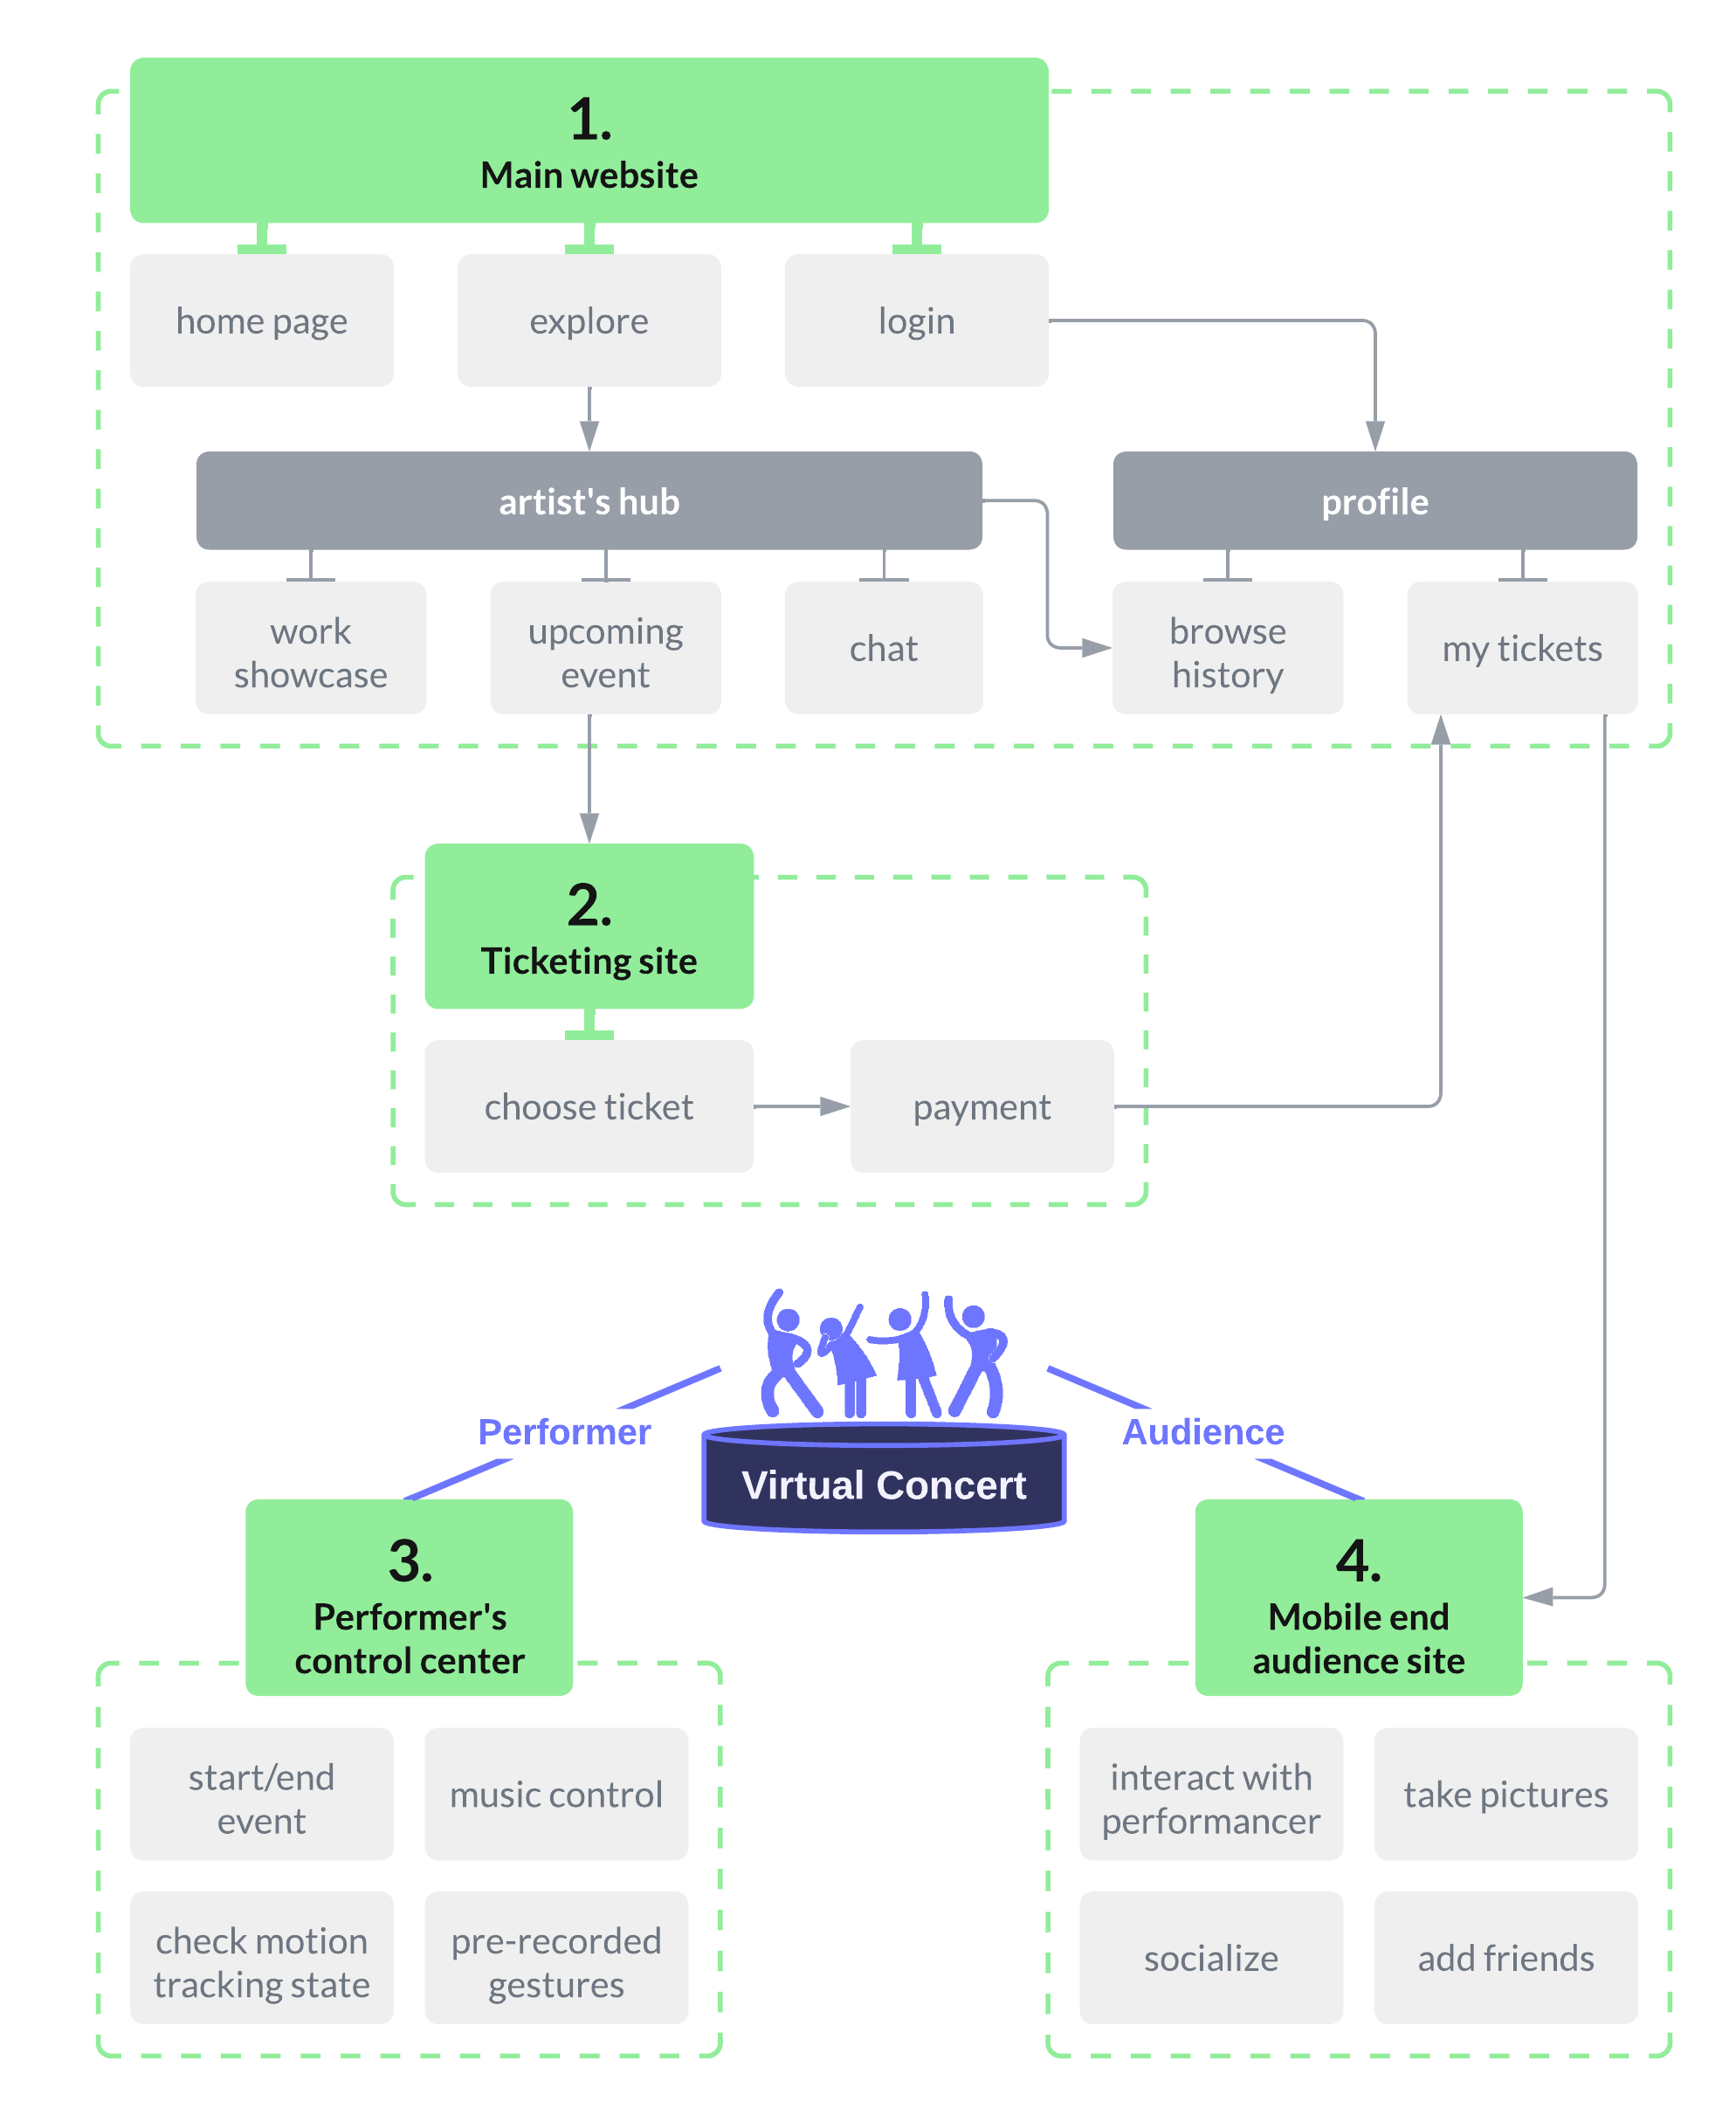 1.
Main website
home page
explore
login
artist's hub
profile
work
showcase
upcoming
event
chat
browse
history
my tickets
2.
Ticketing site
choose ticket
payment
Performer
Audience
Virtual Concert
3.
Performer's
control center
4.
Mobile end
audience site
start/end
event
music control
check motion
tracking state
pre-recorded
gestures
interact with
performancer
take pictures
socialize
add friends